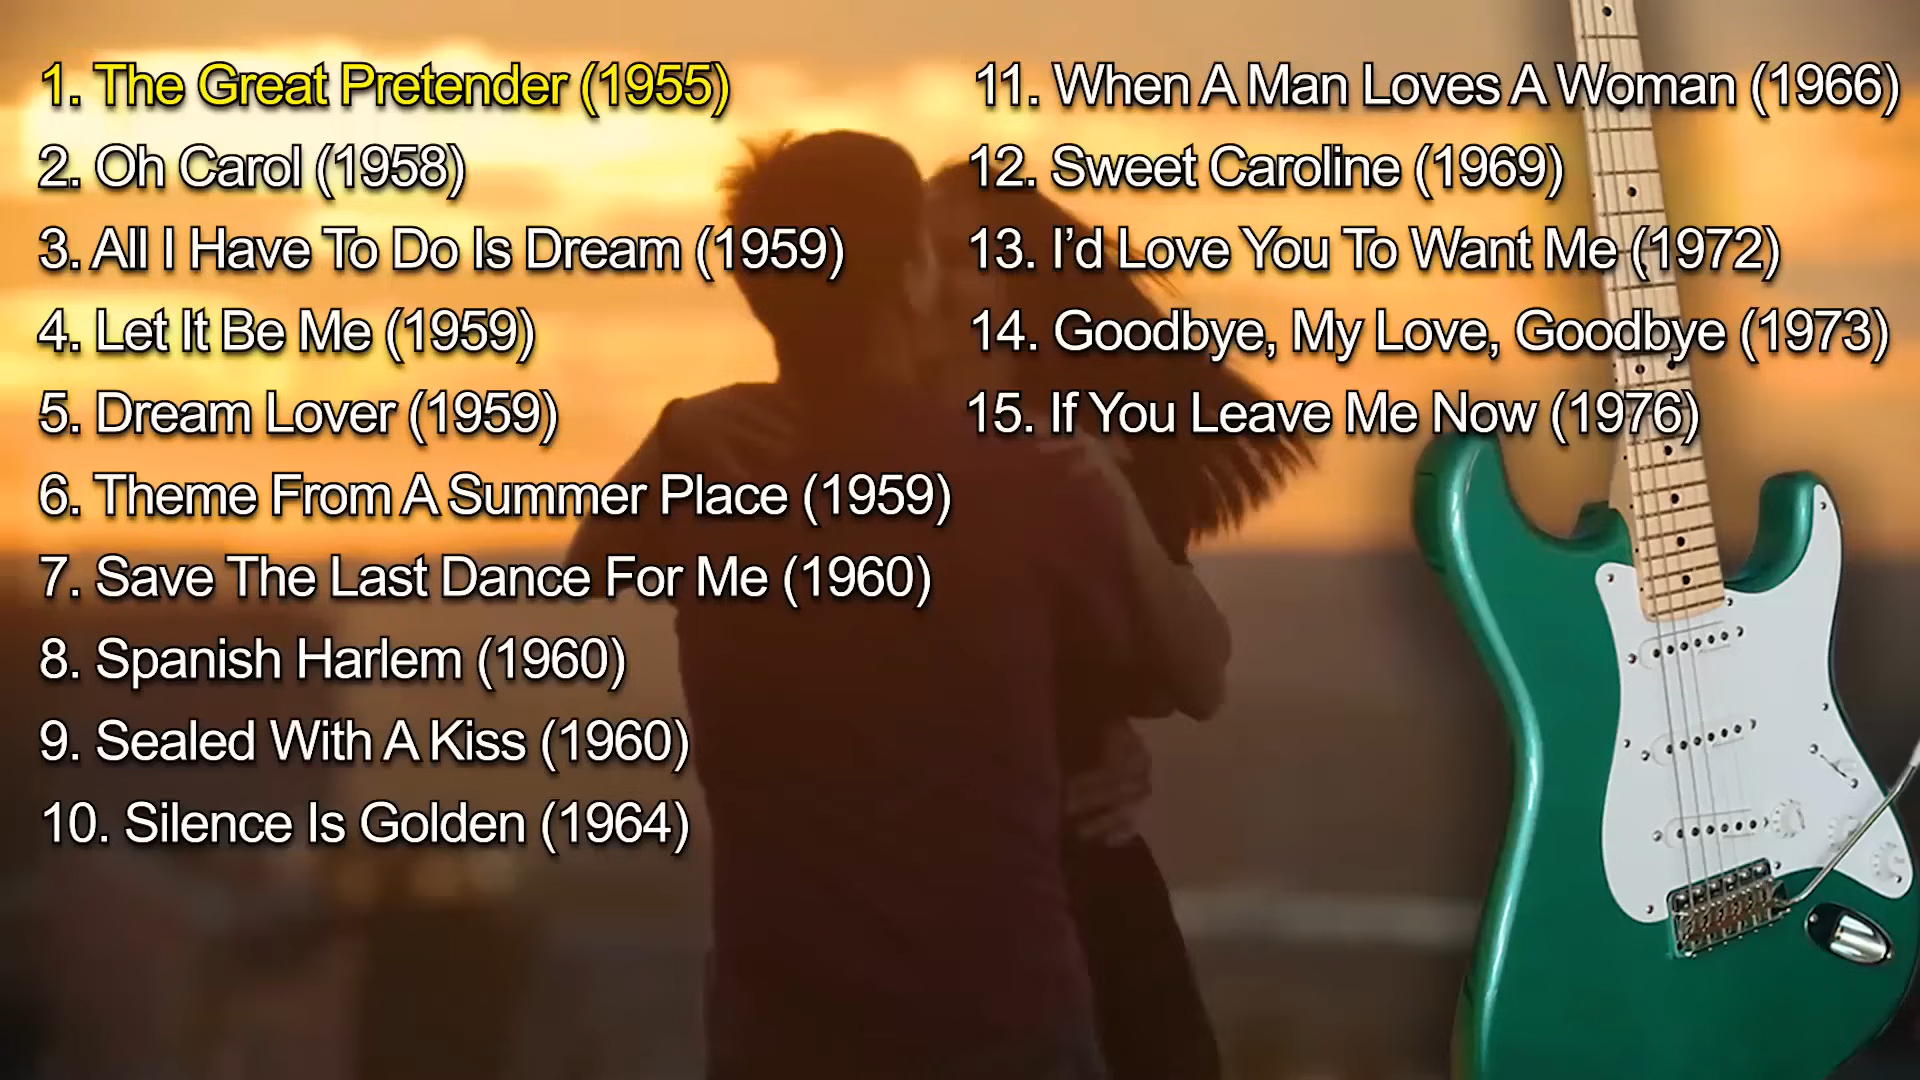 1. The Great Pretender (1955)
2. Oh Carol (1958)
3. All I Have To Do Is Dream (1959)
4. Let It Be Me (1959)
5. Dream Lover (1959)
6. Theme From A Summer Place (1959)
7. Save The Last Dance For Me (1960)
8. Spanish Harlem (1960)
9. Sealed With A Kiss (1960)
10. Silence Is Golden (1964)
11. When A Man Loves A Woman (1966)
12. Sweet Caroline (1969)
13. I’d Love You To Want Me (1972)
14. Goodbye, My Love, Goodbye (1973)
15. If You Leave Me Now (1976)